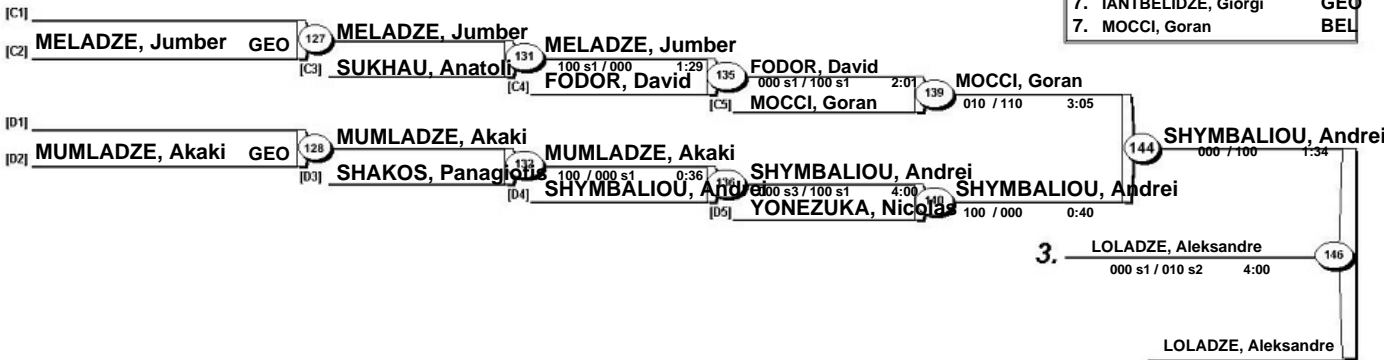 7. IANTBELIDZE, Giorgi GEO
7. MOCCI, Goran BEL
[C1]
[C2] MELADZE, Jumber GEO
127
MELADZE, Jumber
[C3] SUKHAU, Anatoli
131
MELADZE, Jumber
100 s1 / 000 1:29
[C4] FODOR, David
135
FODOR, David
000 s1 / 100 s1 2:01
[C5] MOCCI, Goran
139
MOCCI, Goran
010 / 110 3:05
[D1]
[D2] MUMLADZE, Akaki GEO
128
MUMLADZE, Akaki
[D3] SHAKOS, Panagiotis
132
MUMLADZE, Akaki
100 / 000 s1 0:36
[D4] SHYMBALIOU, Andrei
136
SHYMBALIOU, Andrei
000 s3 / 100 s1 4:00
[D5] YONEZUKA, Nicolas
140
SHYMBALIOU, Andrei
100 / 000 0:40
144
SHYMBALIOU, Andrei
000 / 100 1:34
3. LOLADZE, Aleksandre
000 s1 / 010 s2 4:00
146
LOLADZE, Aleksandre